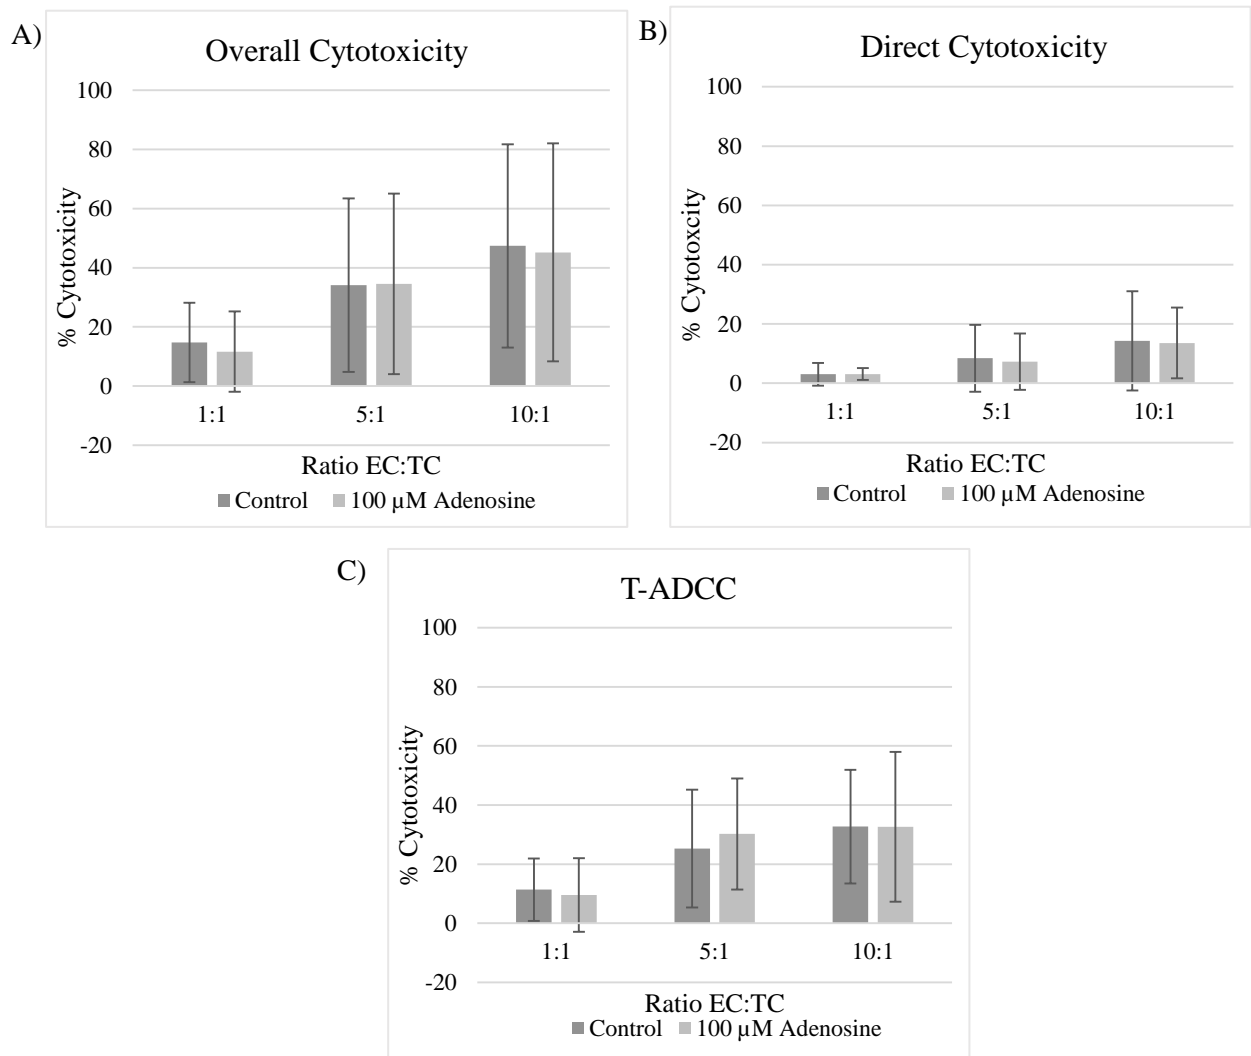 A)
Overall Cytotoxicity
% Cytotoxicity
100
80
60
40
20
0
-20
1:1 5:1 10:1
Ratio EC:TC
Control 100 µM Adenosine
B)
Direct Cytotoxicity
% Cytotoxcity
100
80
60
40
20
0
-20
1:1 5:1 10:1
Ratio EC:TC
Control 100 µM Adenosine
C)
T-ADCC
% Cytotoxicity
100
80
60
40
20
0
-20
1:1 5:1 10:1
Ratio EC:TC
Control 100 µM Adenosine